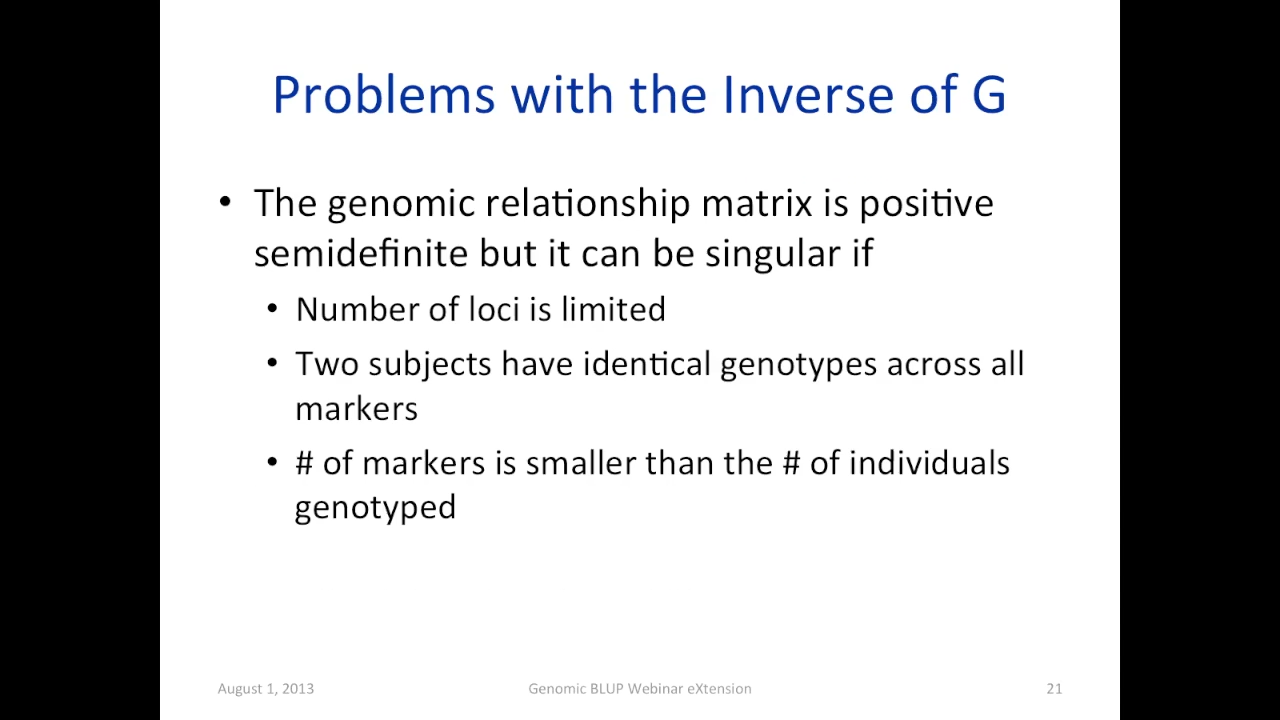 Problems with the Inverse of G
• The genomic relationship matrix is positive
semidefinite but it can be singular if
• Number of loci is limited
• Two subjects have identical genotypes across all
markers
• # of markers is smaller than the # of individuals
genotyped
August 1, 2013
Genomic BLUP Webinar eXtension
21